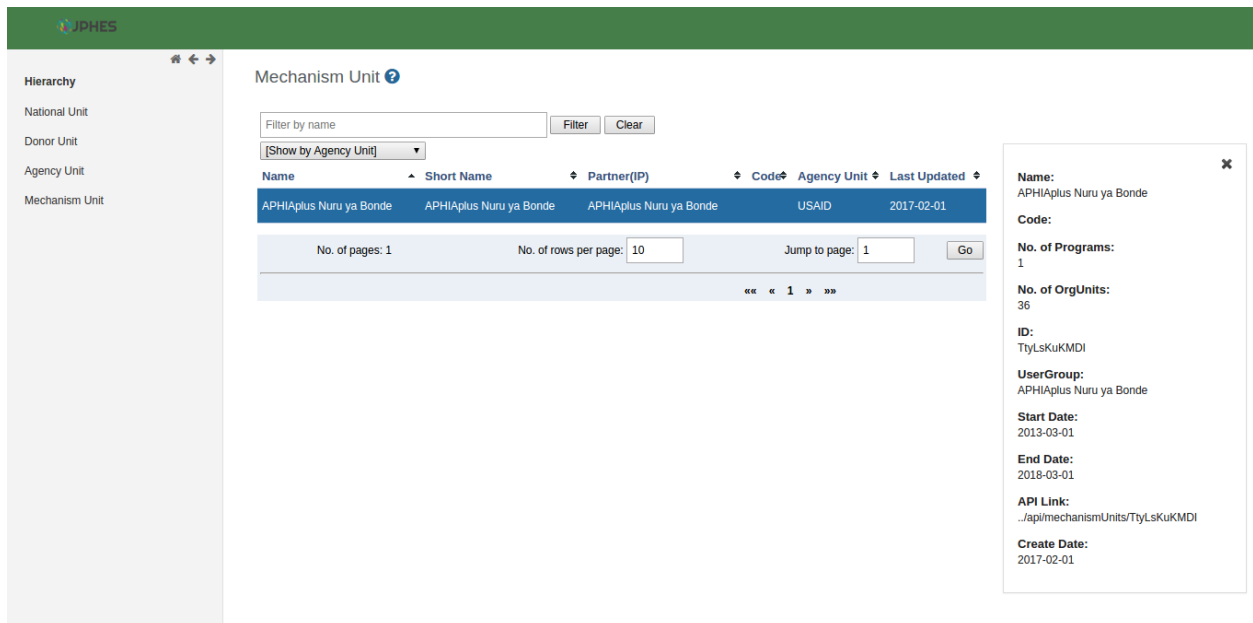 JPHES
Hierarchy
National Unit
Donor Unit
Agency Unit
Mechanism Unit
Mechanism Unit ?
Filter by name Filter Clear
[Show by Agency Unit]
Name Short Name Partner(IP) Code Agency Unit Last Updated
APHIAplus Nuru ya Bonde APHIAplus Nuru ya Bonde APHIAplus Nuru ya Bonde USAID 2017-02-01
No. of pages: 1 No. of rows per page: 10 Jump to page: 1 Go
«« « 1 » »»
Name:
APHIAplus Nuru ya Bonde
Code:
No. of Programs:
1
No. of OrgUnits:
36
ID:
TtyLsKuKMDI
UserGroup:
APHIAplus Nuru ya Bonde
Start Date:
2013-03-01
End Date:
2018-03-01
API Link:
../api/mechanismUnits/TtyLsKuKMDI
Create Date:
2017-02-01